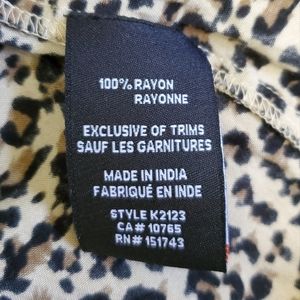 100% RAYON
RAYONNE
EXCLUSIVE OF TRIMS
SAUF LES GARNITURES
MADE IN INDIA
FABRIQUÉ EN INDE
STYLE K2123
CA# 10765
RN# 151743